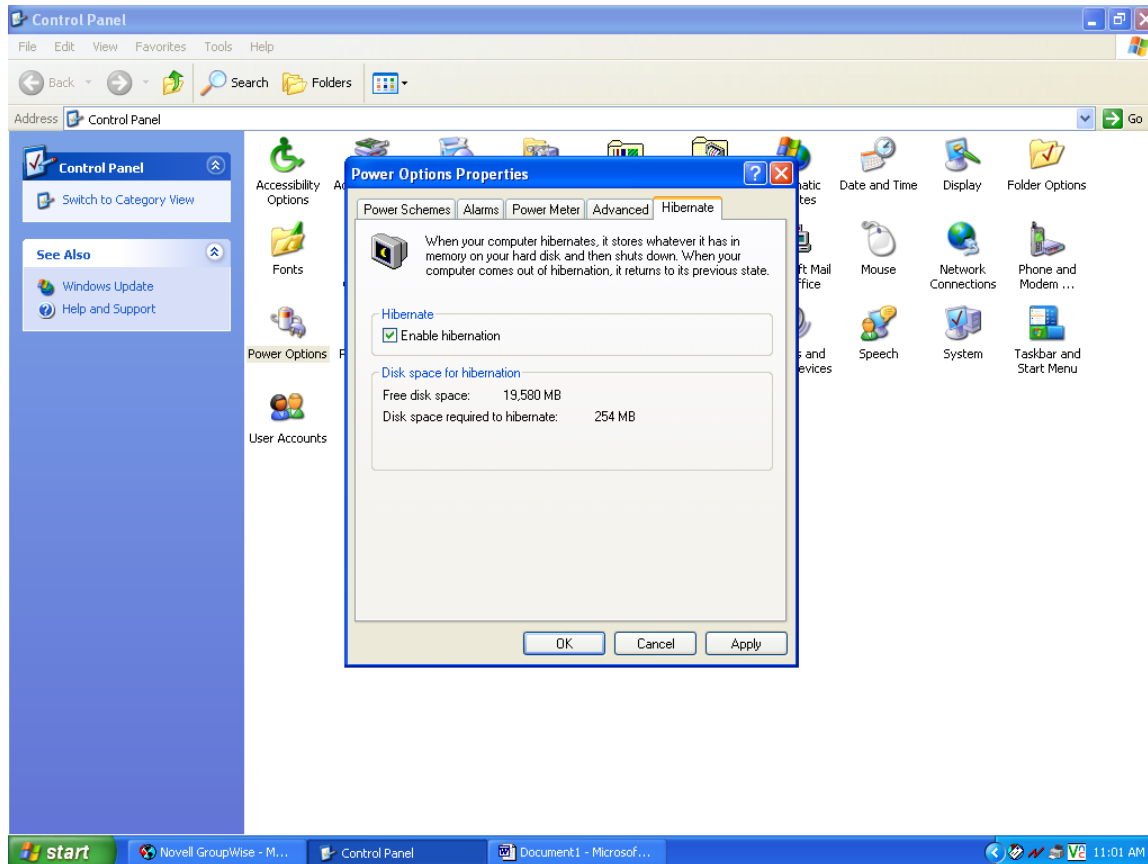 Control Panel
File Edit View Favorites Tools Help
Back Search Folders
Address Control Panel Go
Control Panel
Switch to Category View
See Also
Windows Update
Help and Support
Accessibility Options
Date and Time
Display
Folder Options
Fonts
Mouse
Network Connections
Phone and Modem ...
Power Options
Speech
System
Taskbar and Start Menu
User Accounts
Power Options Properties
Power Schemes Alarms Power Meter Advanced Hibernate
When your computer hibernates, it stores whatever it has in
memory on your hard disk and then shuts down. When your
computer comes out of hibernation, it returns to its previous state.
Hibernate
Enable hibernation
Disk space for hibernation
Free disk space: 19,580 MB
Disk space required to hibernate: 254 MB
OK Cancel Apply
start Novell GroupWise - M... Control Panel Document1 - Microsof... 11:01 AM